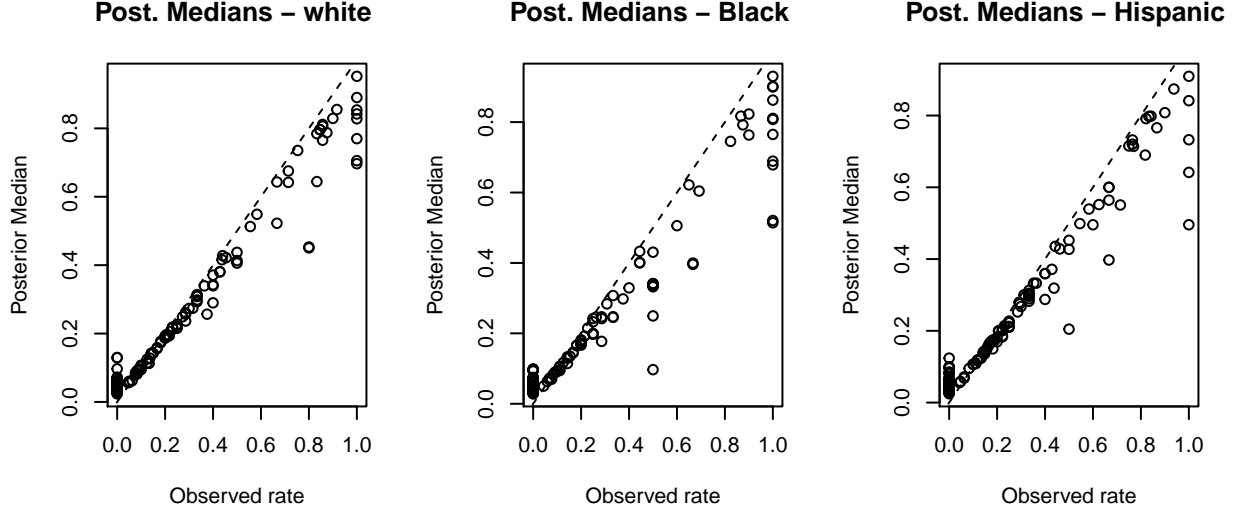 Post. Medians – white
Post. Medians – Black
Post. Medians – Hispanic
Posterior Median
0.0 0.2 0.4 0.6 0.8
0.0 0.2 0.4 0.6 0.8 1.0
Observed rate
Posterior Median
0.0 0.2 0.4 0.6 0.8
0.0 0.2 0.4 0.6 0.8 1.0
Observed rate
Posterior Median
0.0 0.2 0.4 0.6 0.8
0.0 0.2 0.4 0.6 0.8 1.0
Observed rate